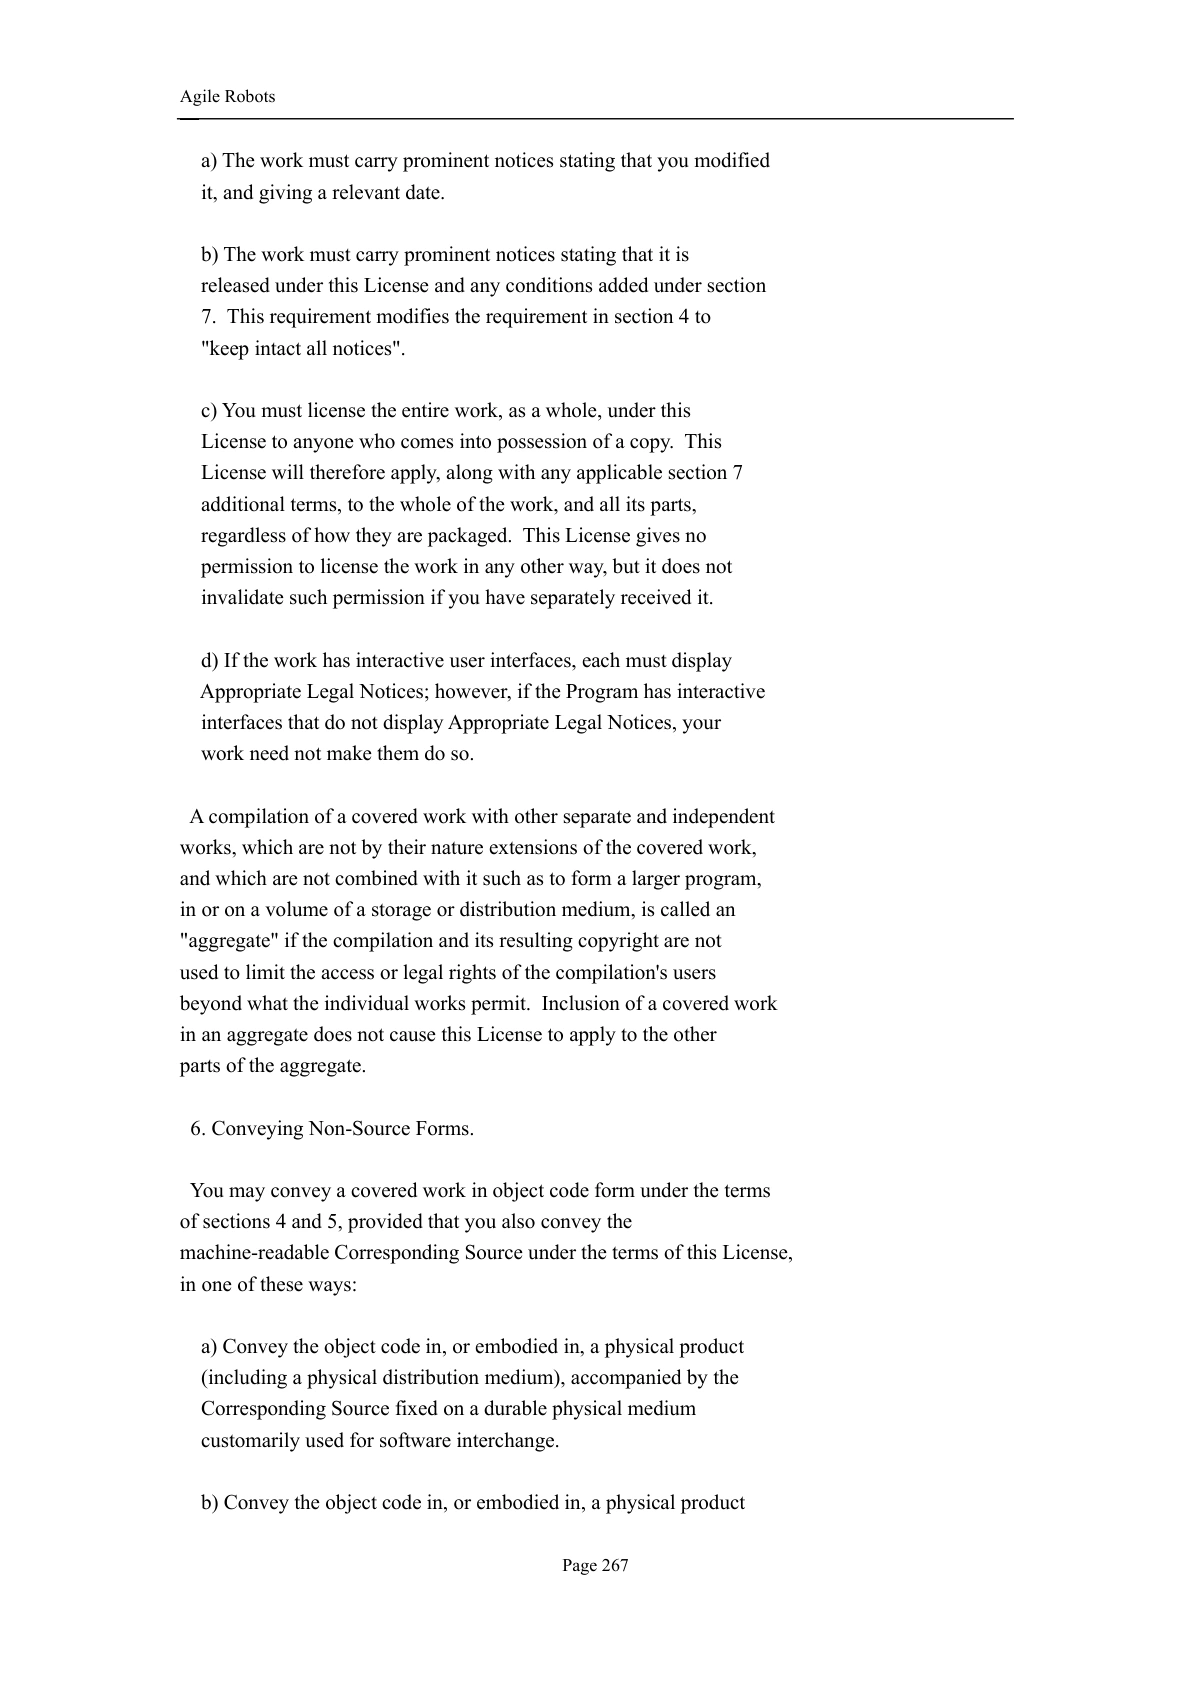 Agile Robots
a) The work must carry prominent notices stating that you modified
it, and giving a relevant date.
b) The work must carry prominent notices stating that it is
released under this License and any conditions added under section
7.  This requirement modifies the requirement in section 4 to
"keep intact all notices".
c) You must license the entire work, as a whole, under this
License to anyone who comes into possession of a copy.  This
License will therefore apply, along with any applicable section 7
additional terms, to the whole of the work, and all its parts,
regardless of how they are packaged.  This License gives no
permission to license the work in any other way, but it does not
invalidate such permission if you have separately received it.
d) If the work has interactive user interfaces, each must display
Appropriate Legal Notices; however, if the Program has interactive
interfaces that do not display Appropriate Legal Notices, your
work need not make them do so.
A compilation of a covered work with other separate and independent
works, which are not by their nature extensions of the covered work,
and which are not combined with it such as to form a larger program,
in or on a volume of a storage or distribution medium, is called an
"aggregate" if the compilation and its resulting copyright are not
used to limit the access or legal rights of the compilation's users
beyond what the individual works permit.  Inclusion of a covered work
in an aggregate does not cause this License to apply to the other
parts of the aggregate.
6. Conveying Non-Source Forms.
You may convey a covered work in object code form under the terms
of sections 4 and 5, provided that you also convey the
machine-readable Corresponding Source under the terms of this License,
in one of these ways:
a) Convey the object code in, or embodied in, a physical product
(including a physical distribution medium), accompanied by the
Corresponding Source fixed on a durable physical medium
customarily used for software interchange.
b) Convey the object code in, or embodied in, a physical product
Page 267